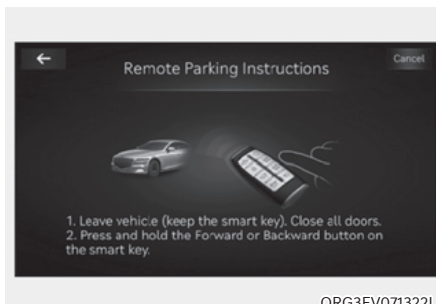 Remote Parking Instructions
Cancel
1. Leave vehicle (keep the smart key). Close all doors.
2. Press and hold the Forward or Backward button on
the smart key.
ORG3EV071322L